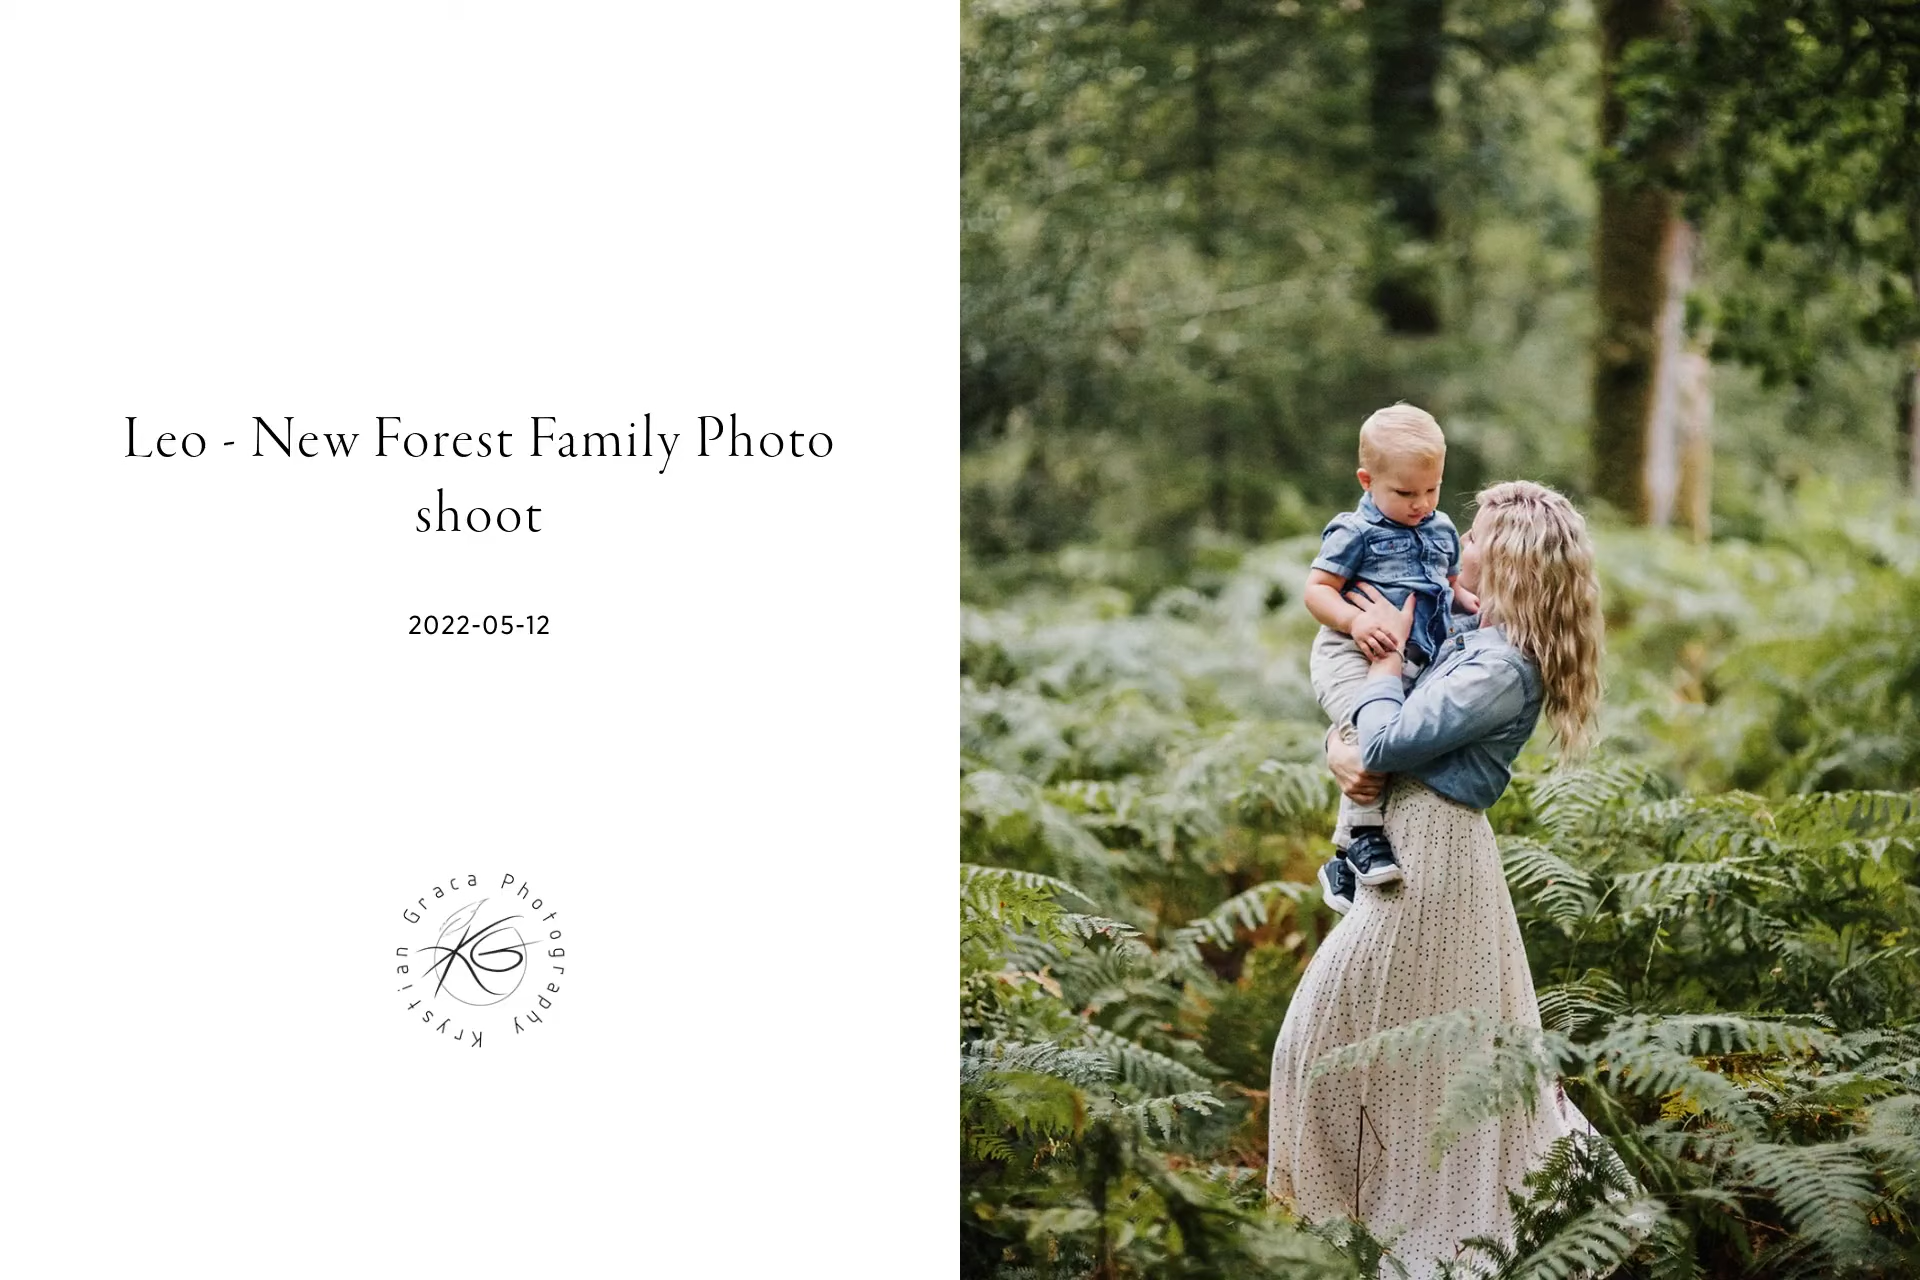 Leo - New Forest Family Photo
shoot
2022-05-12
Krystian Graca Photography
KG